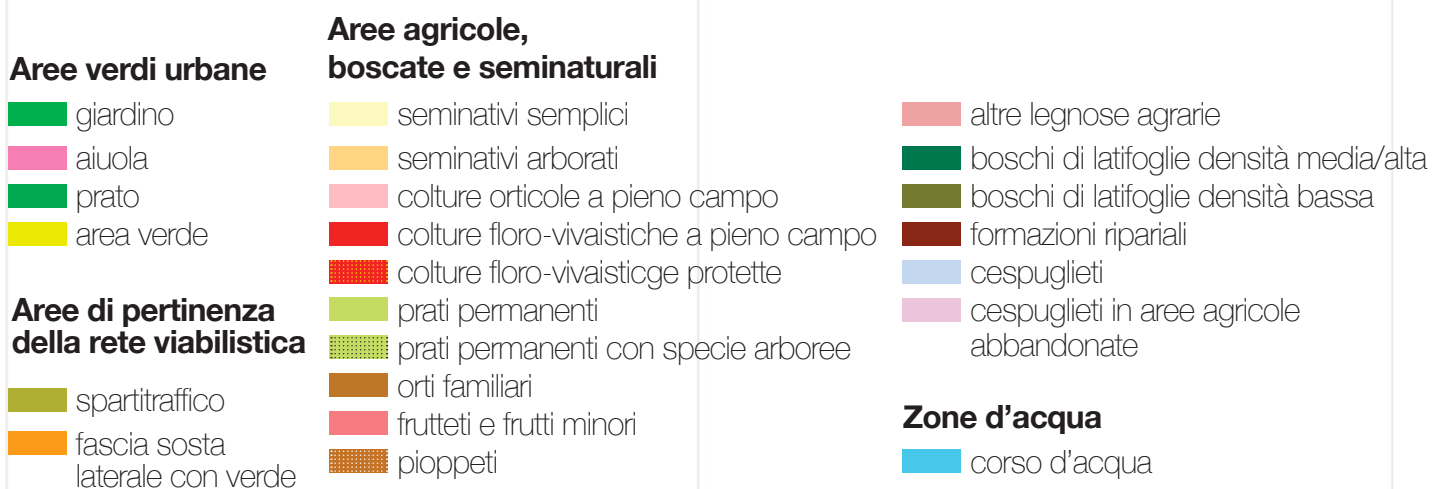 Aree verdi urbane
giardino
aiuola
prato
area verde
Aree di pertinenza
della rete viabilistica
spartitraffico
fascia sosta
laterale con verde
Aree agricole,
boscate e seminaturali
seminativi semplici
seminativi arborati
colture orticole a pieno campo
colture floro-vivaistiche a pieno campo
colture floro-vivaisticge protette
prati permanenti
prati permanenti con specie arboree
orti familiari
frutteti e frutti minori
pioppeti
altre legnose agrarie
boschi di latifoglie densità media/alta
boschi di latifoglie densità bassa
formazioni ripariali
cespuglieti
cespuglieti in aree agricole
abbandonate
Zone d’acqua
corso d’acqua